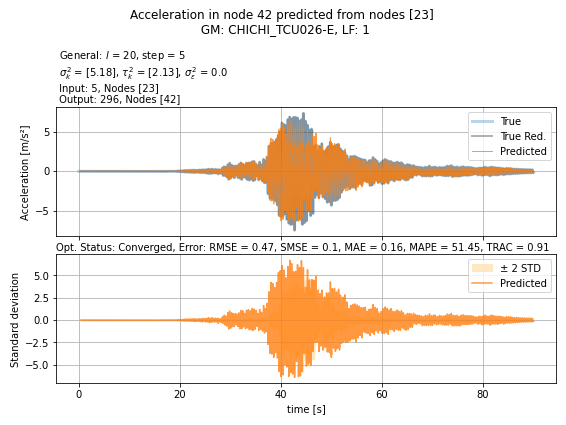 Acceleration in node 42 predicted from nodes [23]
GM: CHICHI_TCU026-E, LF: 1
General: l = 20, step = 5
σ²ₖ = [5.18], τ²ₖ = [2.13], σ²ₑ = 0.0
Input: 5, Nodes [23]
Output: 296, Nodes [42]
Acceleration [m/s²]
5
0
−5
True
True Red.
Predicted
Opt. Status: Converged, Error: RMSE = 0.47, SMSE = 0.1, MAE = 0.16, MAPE = 51.45, TRAC = 0.91
Standard deviation
5.0
2.5
0.0
−2.5
−5.0
± 2 STD
Predicted
0 20 40 60 80
time [s]